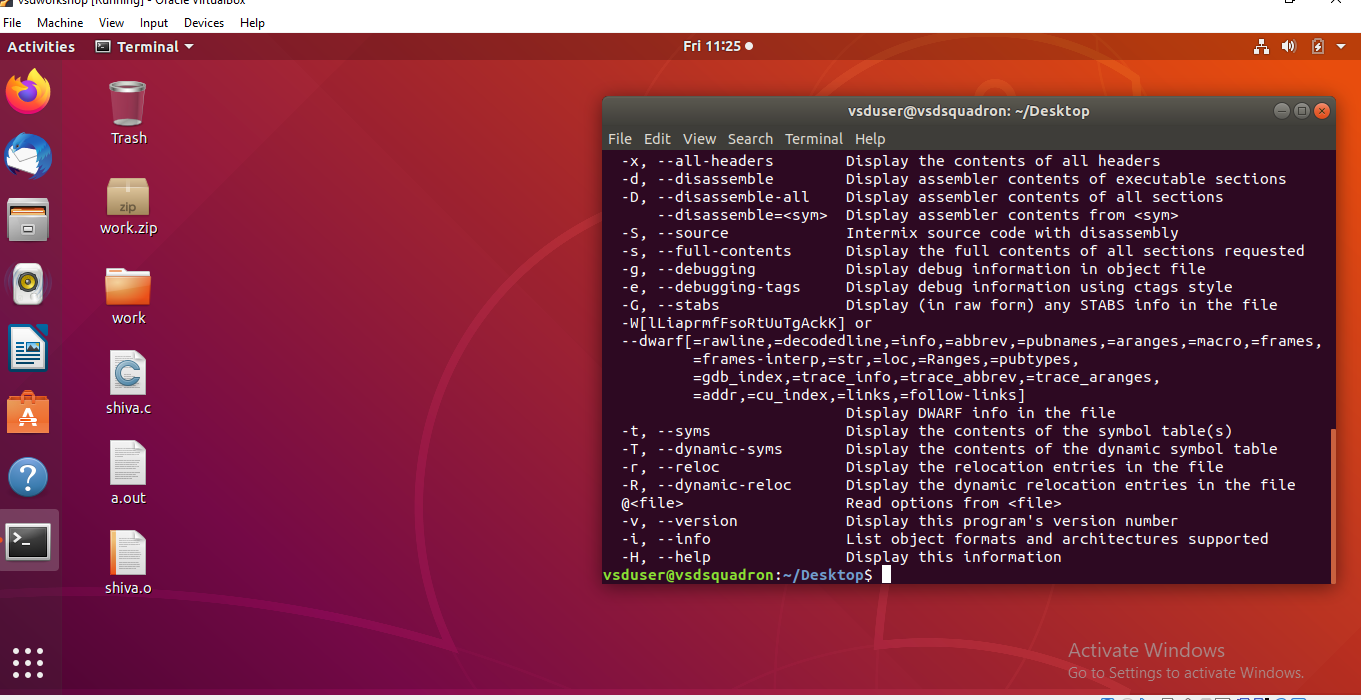 vsdworkshop [Running] - Oracle VirtualBox
File Machine View Input Devices Help
Activities Terminal Fri 11:25
Trash
zip
work.zip
work
shiva.c
a.out
shiva.o
vsduser@vsdsquadron: ~/Desktop
File Edit View Search Terminal Help
-x, --all-headers Display the contents of all headers
-d, --disassemble Display assembler contents of executable sections
-D, --disassemble-all Display assembler contents of all sections
--disassemble=<sym> Display assembler contents from <sym>
-S, --source Intermix source code with disassembly
-s, --full-contents Display the full contents of all sections requested
-g, --debugging Display debug information in object file
-e, --debugging-tags Display debug information using ctags style
-G, --stabs Display (in raw form) any STABS info in the file
-W[lLiaprmfFsoRtUuTgAckK] or
--dwarf[=rawline,=decodedline,=info,=abbrev,=pubnames,=aranges,=macro,=frames,
=frames-interp,=str,=loc,=Ranges,=pubtypes,
=gdb_index,=trace_info,=trace_abbrev,=trace_aranges,
=addr,=cu_index,=links,=follow-links]
Display DWARF info in the file
-t, --syms Display the contents of the symbol table(s)
-T, --dynamic-syms Display the contents of the dynamic symbol table
-r, --reloc Display the relocation entries in the file
-R, --dynamic-reloc Display the dynamic relocation entries in the file
@<file> Read options from <file>
-v, --version Display this program's version number
-i, --info List object formats and architectures supported
-H, --help Display this information
vsduser@vsdsquadron:~/Desktop$
Activate Windows
Go to Settings to activate Windows.